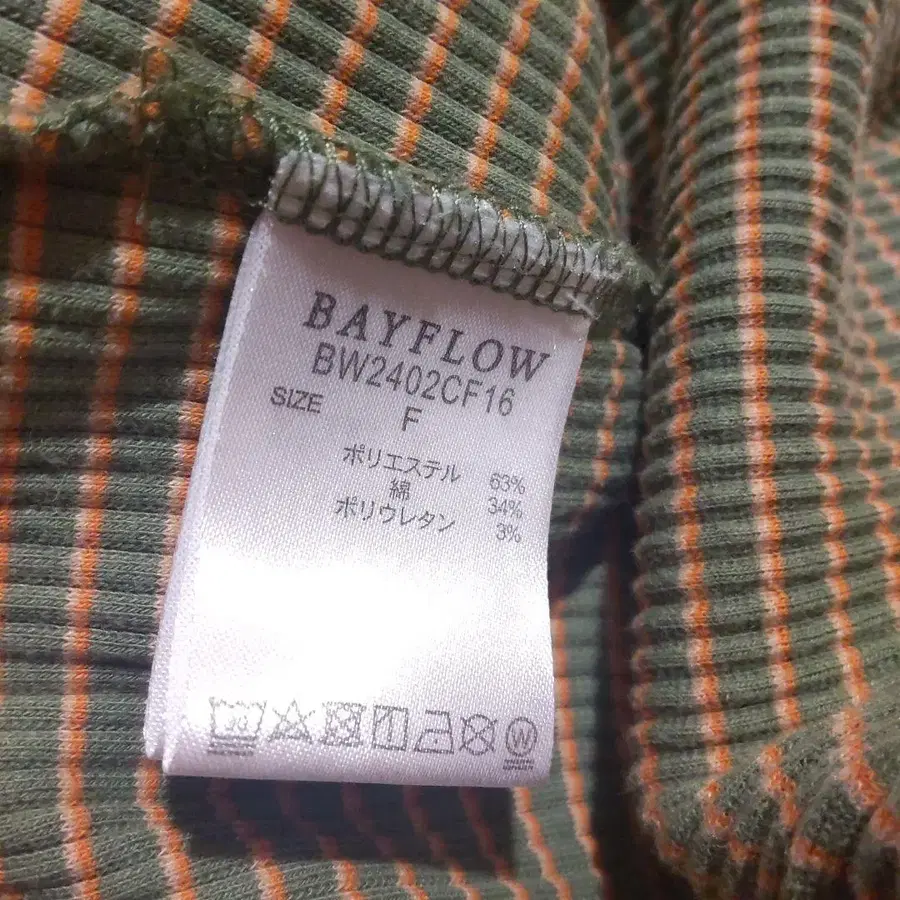 BAYFLOW
BW2402CF16
SIZE F
ポリエステル 63%
綿 34%
ポリウレタン 3%
W